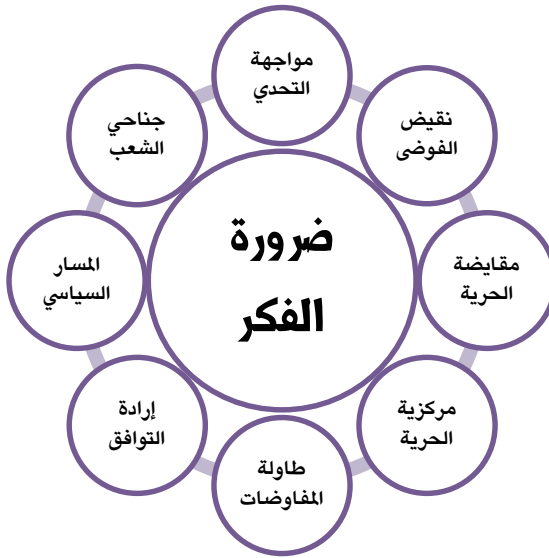 ضرورة
الفكر
مواجهة
التحدي
نقيض
الفوضى
مقايضة
الحرية
مركزية
الحرية
طاولة
المفاوضات
إرادة
التوافق
المسار
السياسي
جناحي
الشعب